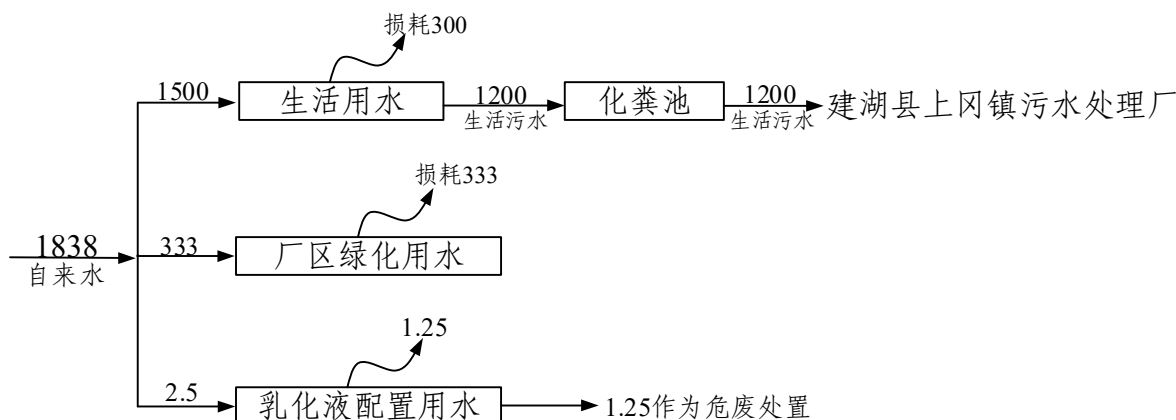 损耗300
1500
生活用水
1200
生活污水
化粪池
1200
生活污水
建湖县上冈镇污水处理厂
损耗333
1838
自来水
333
厂区绿化用水
1.25
2.5
乳化液配置用水
1.25作为危废处置